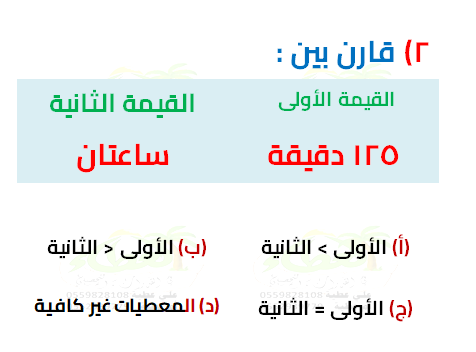 ٢) قارن بين :
القيمة الأولى القيمة الثانية
١٢٥ دقيقة ساعتان
(أ) الأولى > الثانية (ب) الأولى < الثانية
(ج) الأولى = الثانية (د) المعطيات غير كافية